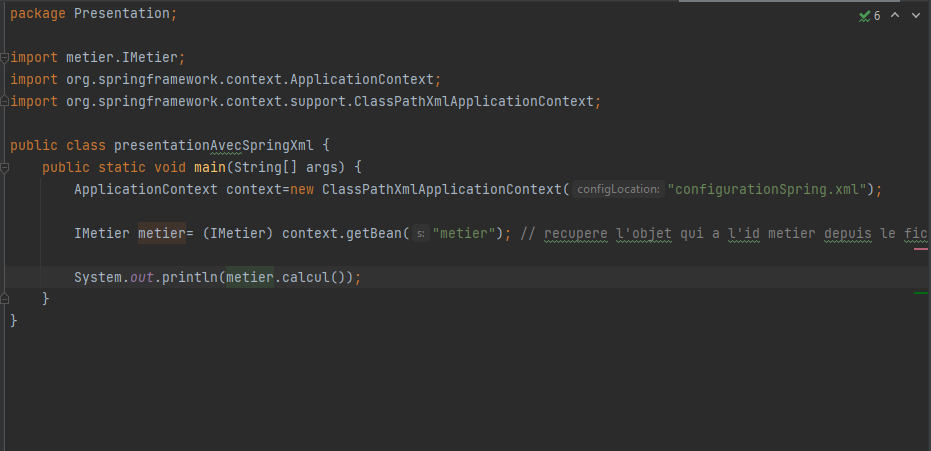 package Presentation;
6
import metier.IMetier;
import org.springframework.context.ApplicationContext;
import org.springframework.context.support.ClassPathXmlApplicationContext;
public class presentationAvecSpringXml {
public static void main(String[] args) {
ApplicationContext context=new ClassPathXmlApplicationContext( configLocation: "configurationSpring.xml");
IMetier metier= (IMetier) context.getBean( s: "metier"); // recupere l'objet qui a l'id metier depuis le fic
System.out.println(metier.calcul());
}
}